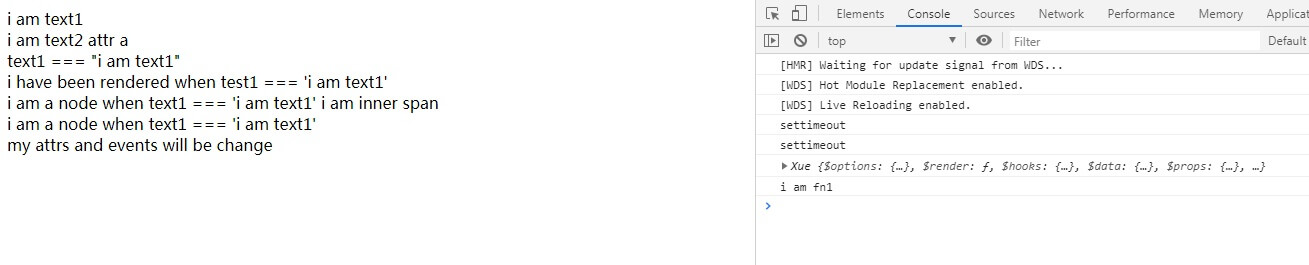 i am text1
i am text2 attr a
text1 === "i am text1"
i have been rendered when test1 === 'i am text1'
i am a node when text1 === 'i am text1' i am inner span
i am a node when text1 === 'i am text1'
my attrs and events will be change
Elements Console Sources Network Performance Memory Applicat
top Filter Default
[HMR] Waiting for update signal from WDS...
[WDS] Hot Module Replacement enabled.
[WDS] Live Reloading enabled.
settimeout
settimeout
Xue {$options: {…}, $render: ƒ, $hooks: {…}, $data: {…}, $props: {…}, …}
i am fn1